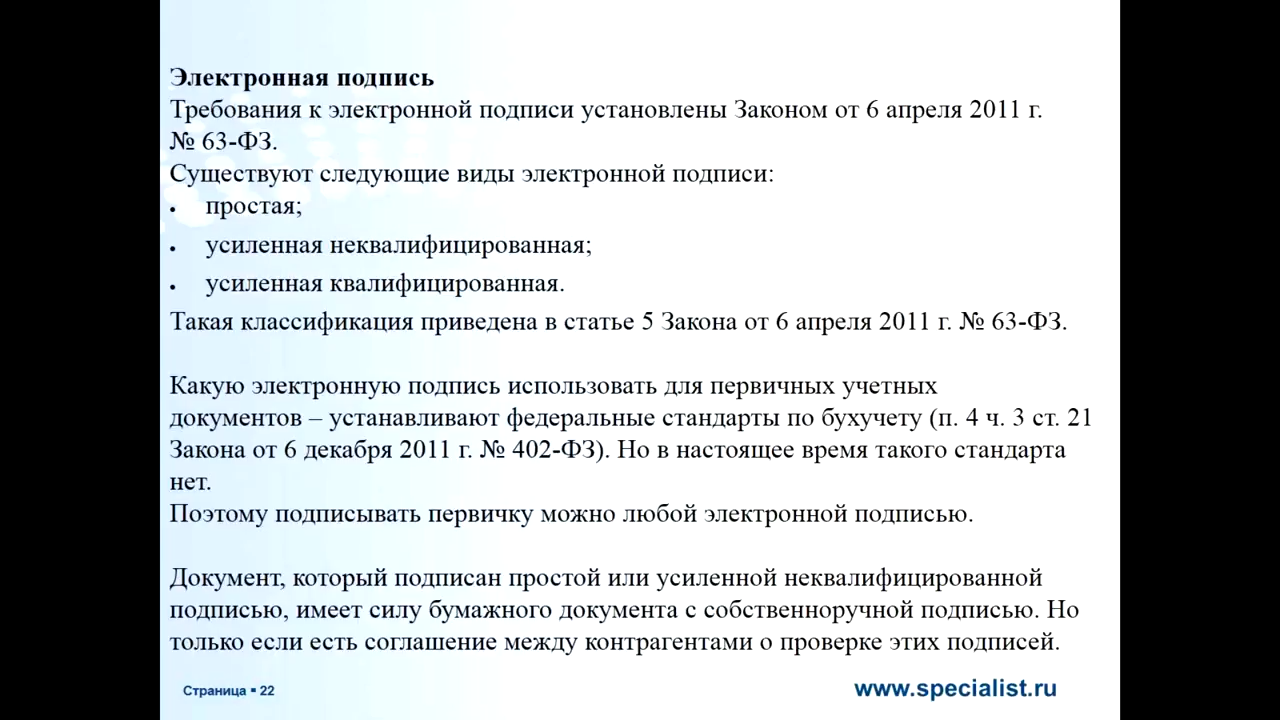 Электронная подпись
Требования к электронной подписи установлены Законом от 6 апреля 2011 г.
№ 63-ФЗ.
Существуют следующие виды электронной подписи:
• простая;
• усиленная неквалифицированная;
• усиленная квалифицированная.
Такая классификация приведена в статье 5 Закона от 6 апреля 2011 г. № 63-ФЗ.
Какую электронную подпись использовать для первичных учетных
документов – устанавливают федеральные стандарты по бухучету (п. 4 ч. 3 ст. 21
Закона от 6 декабря 2011 г. № 402-ФЗ). Но в настоящее время такого стандарта
нет.
Поэтому подписывать первичку можно любой электронной подписью.
Документ, который подписан простой или усиленной неквалифицированной
подписью, имеет силу бумажного документа с собственноручной подписью. Но
только если есть соглашение между контрагентами о проверке этих подписей.
Страница ▪ 22
www.specialist.ru